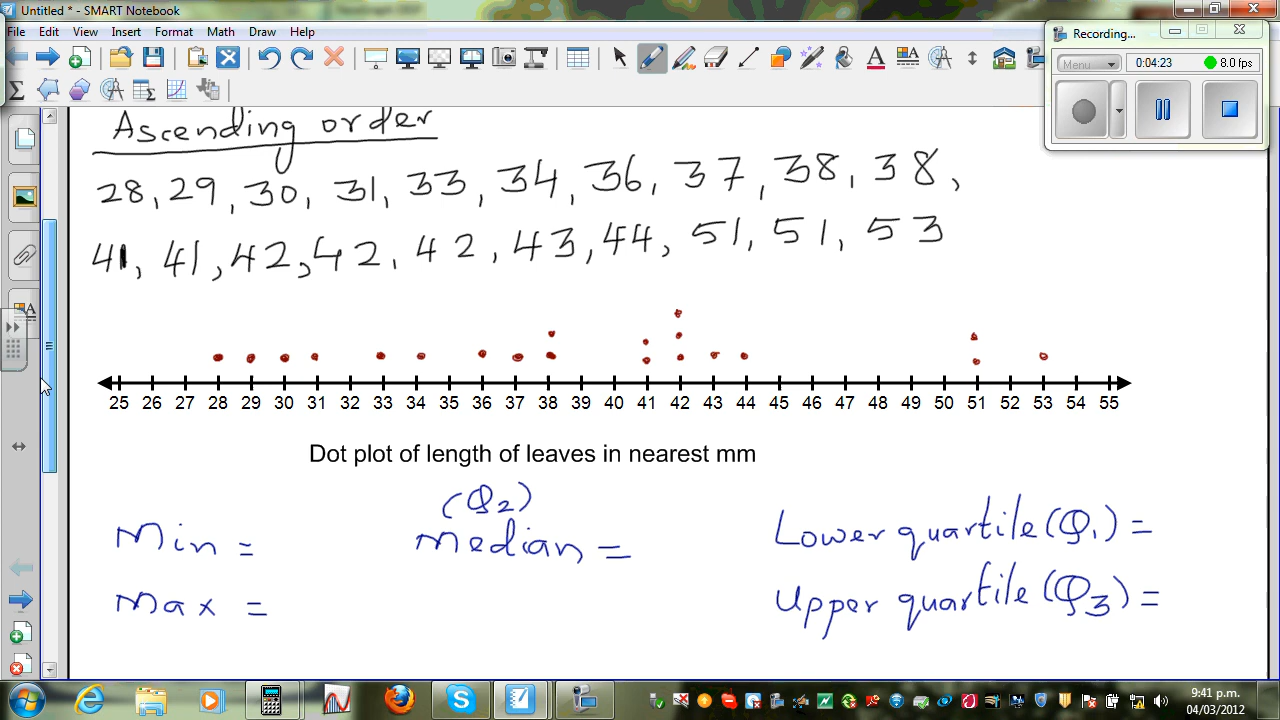 Untitled * - SMART Notebook
File Edit View Insert Format Math Draw Help
Recording...
Menu 0:04:23 8.0 fps
Ascending order
28, 29, 30, 31, 33, 34, 36, 37, 38, 38,
41, 41, 42, 42, 42, 43, 44, 51, 51, 53
25 26 27 28 29 30 31 32 33 34 35 36 37 38 39 40 41 42 43 44 45 46 47 48 49 50 51 52 53 54 55
Dot plot of length of leaves in nearest mm
(Q2)
Min = Median = Lower quartile (Q1) =
Max = Upper quartile (Q3) =
9:41 p.m.
04/03/2012